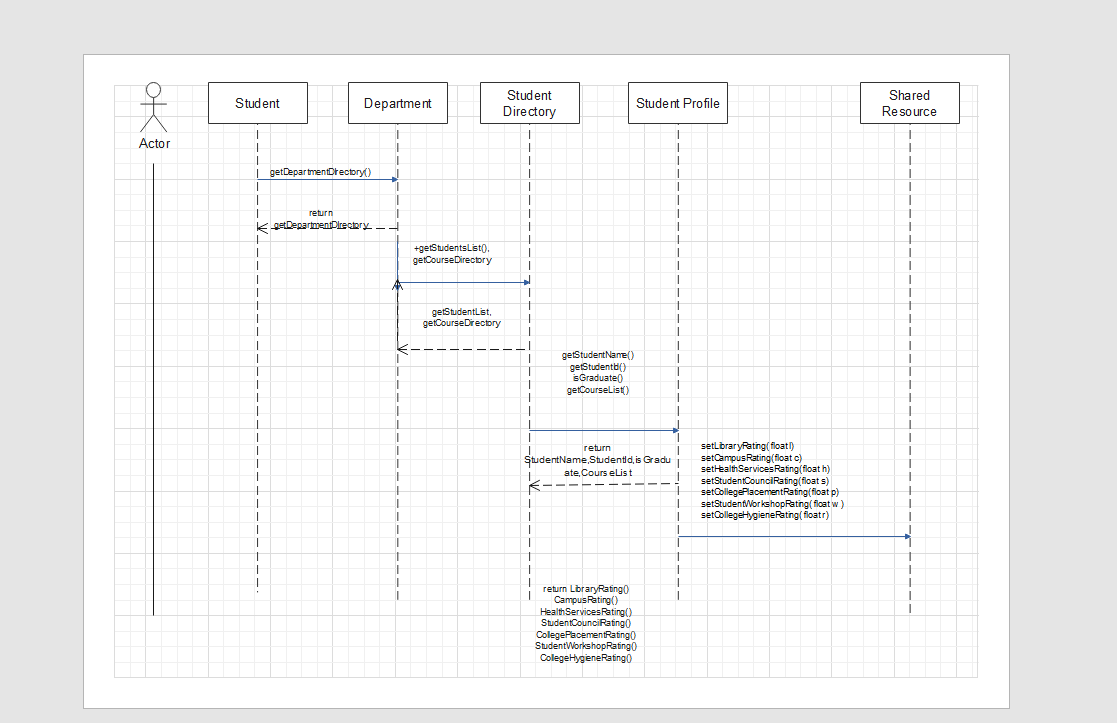 Student
Department
Student
Directory
Student Profile
Shared
Resource
Actor
getDepartmentDIrectory()
return
getDepartmentDIrectory
+getStudentsList(),
getCourseDirectory
getStudentList,
getCourseDirectory
getStudentName()
getStudentId()
isGraduate()
getCourseList()
return
StudentName,StudentId,is Gradu
ate,CourseList
setLibraryRating( float l)
setCampusRating(float c)
setHealthServicesRating(float h)
setStudentCouncilRating(float s)
setCollegePlacementRating(float p)
setStudentWorkshopRating( float w )
setCollegeHygieneRating( float r)
return LibraryRating()
CampusRating()
HealthServicesRating()
StudentCouncilRating()
CollegePlacementRating()
StudentWorkshopRating()
CollegeHygieneRating()